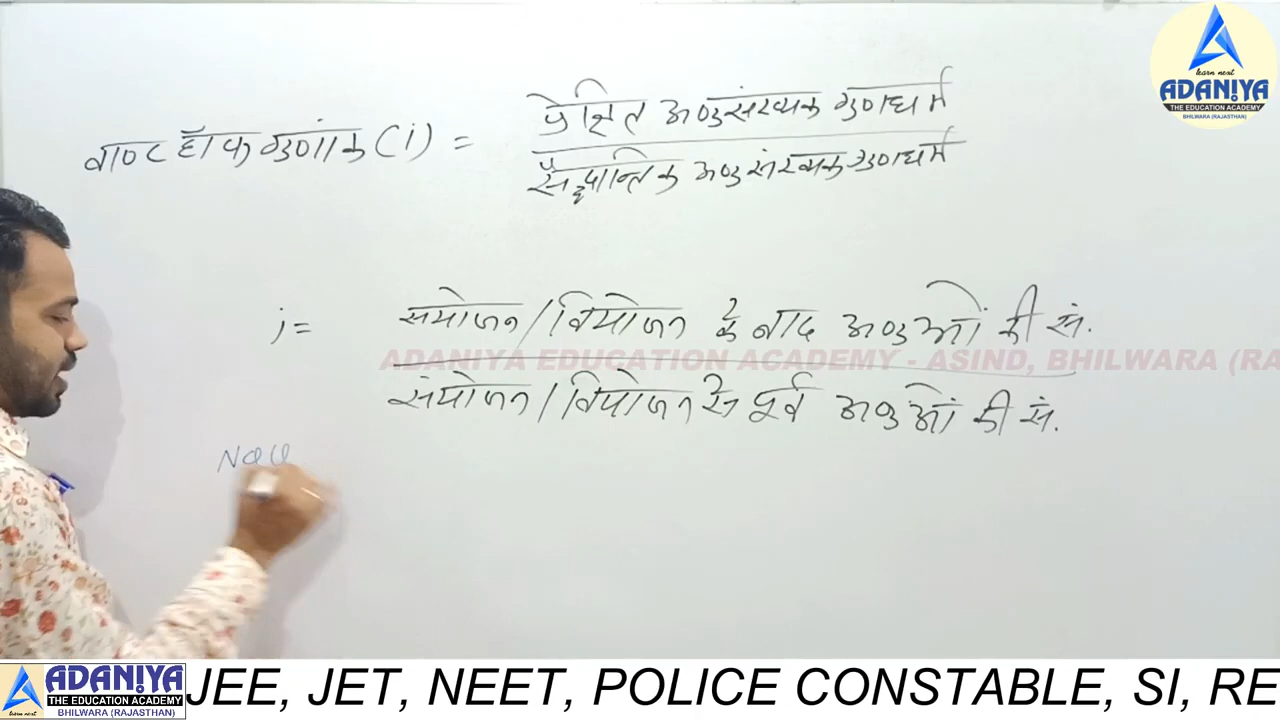 learn next
ADANIYA
THE EDUCATION ACADEMY
BHILWARA (RAJASTHAN)
वाण्ट हॉफ गुणांक (i) = प्रेक्षित अणुसंख्यक गुणधर्म
सैद्धान्तिक अणुसंख्यक गुणधर्म
i = संयोजन / वियोजन के बाद अणुओं की सं.
ADANIYA EDUCATION ACADEMY - ASIND, BHILWARA (RA
संयोजन / वियोजन से पूर्व अणुओं की सं.
learn next
ADANIYA
THE EDUCATION ACADEMY
BHILWARA (RAJASTHAN)
JEE, JET, NEET, POLICE CONSTABLE, SI, RE